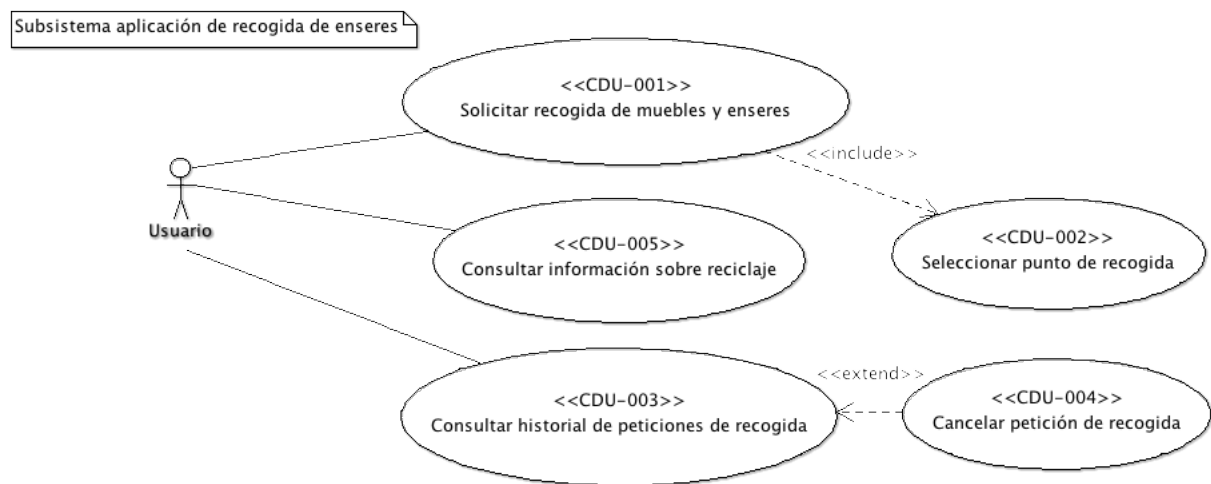 Subsistema aplicación de recogida de enseres
<<CDU-001>>
Solicitar recogida de muebles y enseres
<<include>>
Usuario
<<CDU-005>>
Consultar información sobre reciclaje
<<CDU-002>>
Seleccionar punto de recogida
<<extend>>
<<CDU-003>>
Consultar historial de peticiones de recogida
<<CDU-004>>
Cancelar petición de recogida